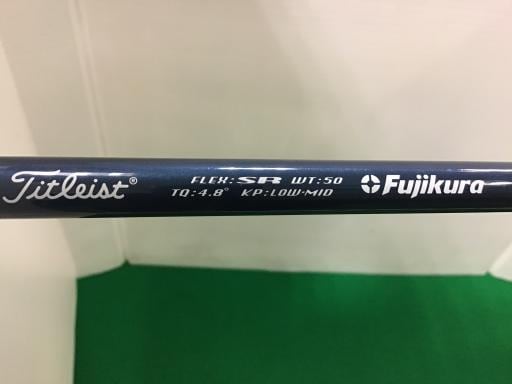 Titleist®
FLEX:SR WT:50
TQ:4.8° KP:LOW-MID
Fujikura